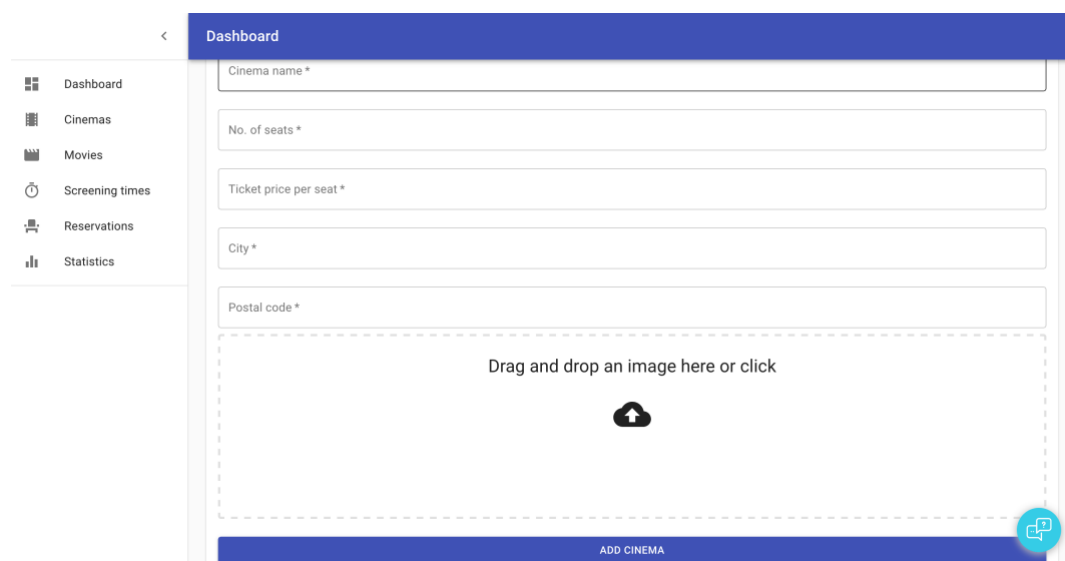 Dashboard
Dashboard
Cinemas
Movies
Screening times
Reservations
Statistics
Cinema name *
No. of seats *
Ticket price per seat *
City *
Postal code *
Drag and drop an image here or click
ADD CINEMA